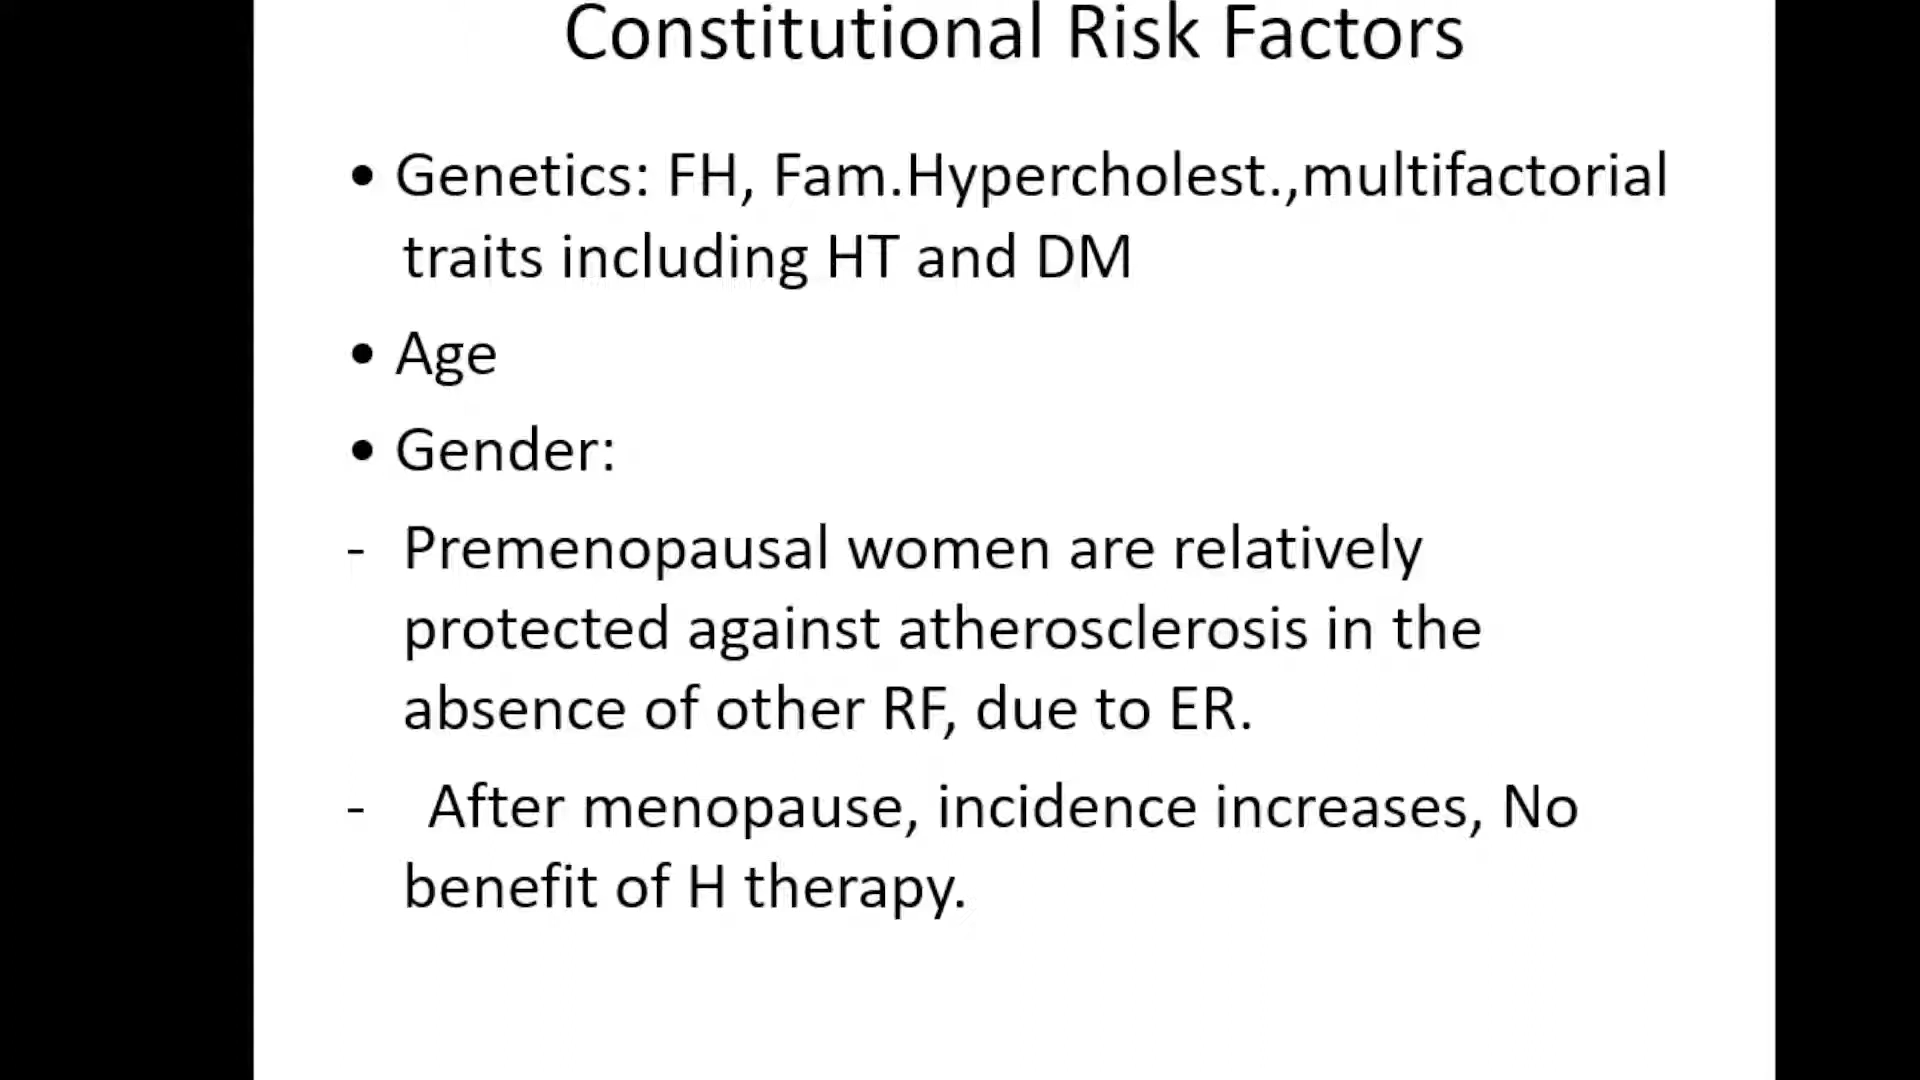 Constitutional Risk Factors
• Genetics: FH, Fam.Hypercholest.,multifactorial
traits including HT and DM
• Age
• Gender:
- Premenopausal women are relatively
protected against atherosclerosis in the
absence of other RF, due to ER.
- After menopause, incidence increases, No
benefit of H therapy.